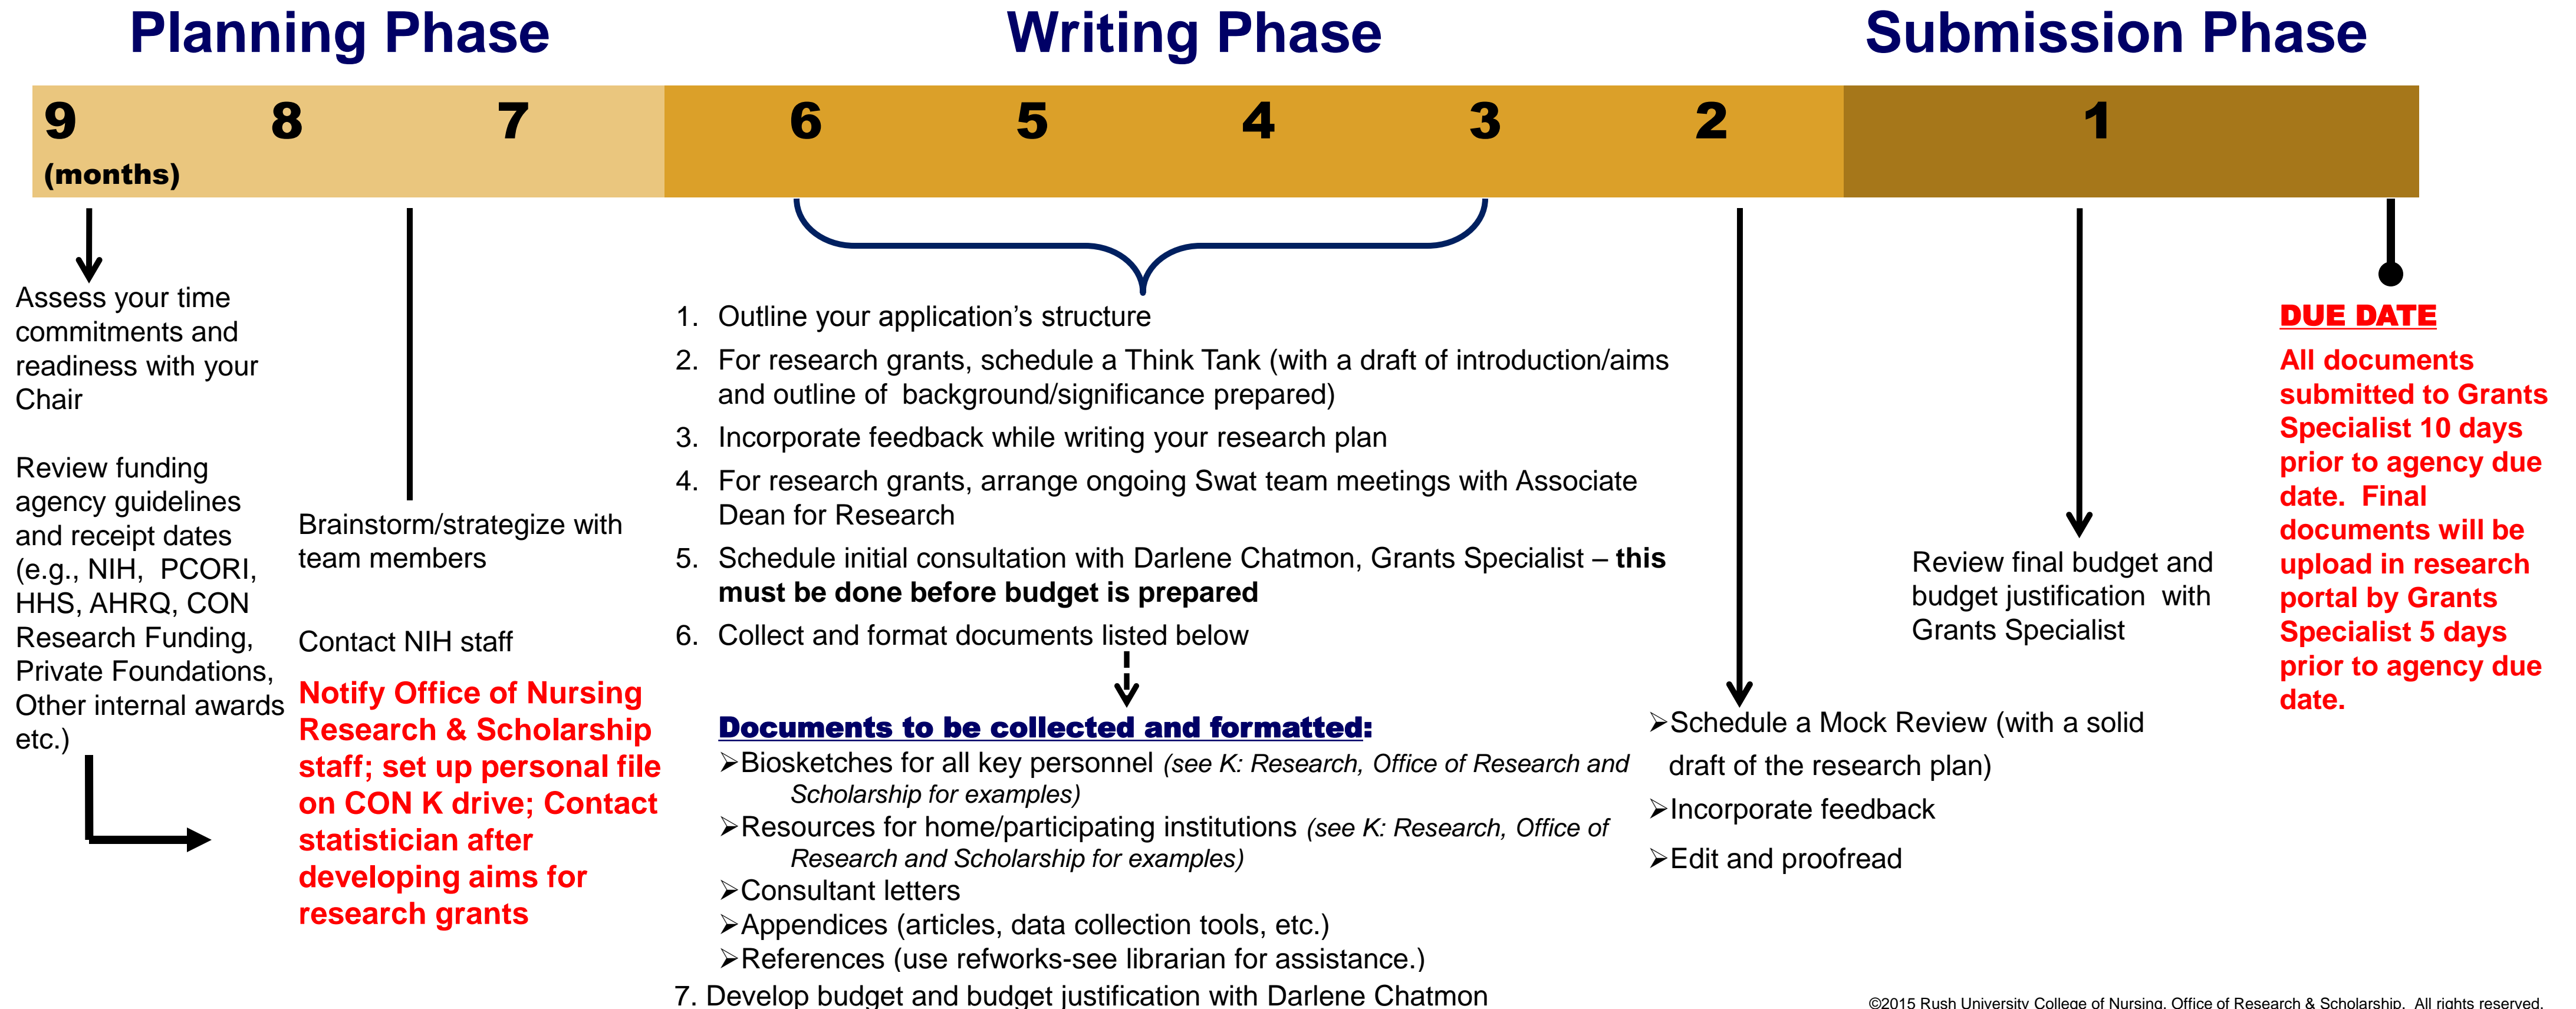 Planning Phase
Writing Phase
Submission Phase
9 8 7 6 5 4 3 2 1
(months)
Assess your time
commitments and
readiness with your
Chair
Review funding
agency guidelines
and receipt dates
(e.g., NIH, PCORI,
HHS, AHRQ, CON
Research Funding,
Private Foundations,
Other internal awards
etc.)
Brainstorm/strategize with
team members
Contact NIH staff
Notify Office of Nursing
Research & Scholarship
staff; set up personal file
on CON K drive; Contact
statistician after
developing aims for
research grants
1. Outline your application’s structure
2. For research grants, schedule a Think Tank (with a draft of introduction/aims
and outline of background/significance prepared)
3. Incorporate feedback while writing your research plan
4. For research grants, arrange ongoing Swat team meetings with Associate
Dean for Research
5. Schedule initial consultation with Darlene Chatmon, Grants Specialist – this
must be done before budget is prepared
6. Collect and format documents listed below
Documents to be collected and formatted:
➢Biosketches for all key personnel (see K: Research, Office of Research and
Scholarship for examples)
➢Resources for home/participating institutions (see K: Research, Office of
Research and Scholarship for examples)
➢Consultant letters
➢Appendices (articles, data collection tools, etc.)
➢References (use refworks-see librarian for assistance.)
7. Develop budget and budget justification with Darlene Chatmon
➢Schedule a Mock Review (with a solid
draft of the research plan)
➢Incorporate feedback
➢Edit and proofread
Review final budget and
budget justification with
Grants Specialist
DUE DATE
All documents
submitted to Grants
Specialist 10 days
prior to agency due
date. Final
documents will be
upload in research
portal by Grants
Specialist 5 days
prior to agency due
date.
©2015 Rush University College of Nursing, Office of Research & Scholarship. All rights reserved.